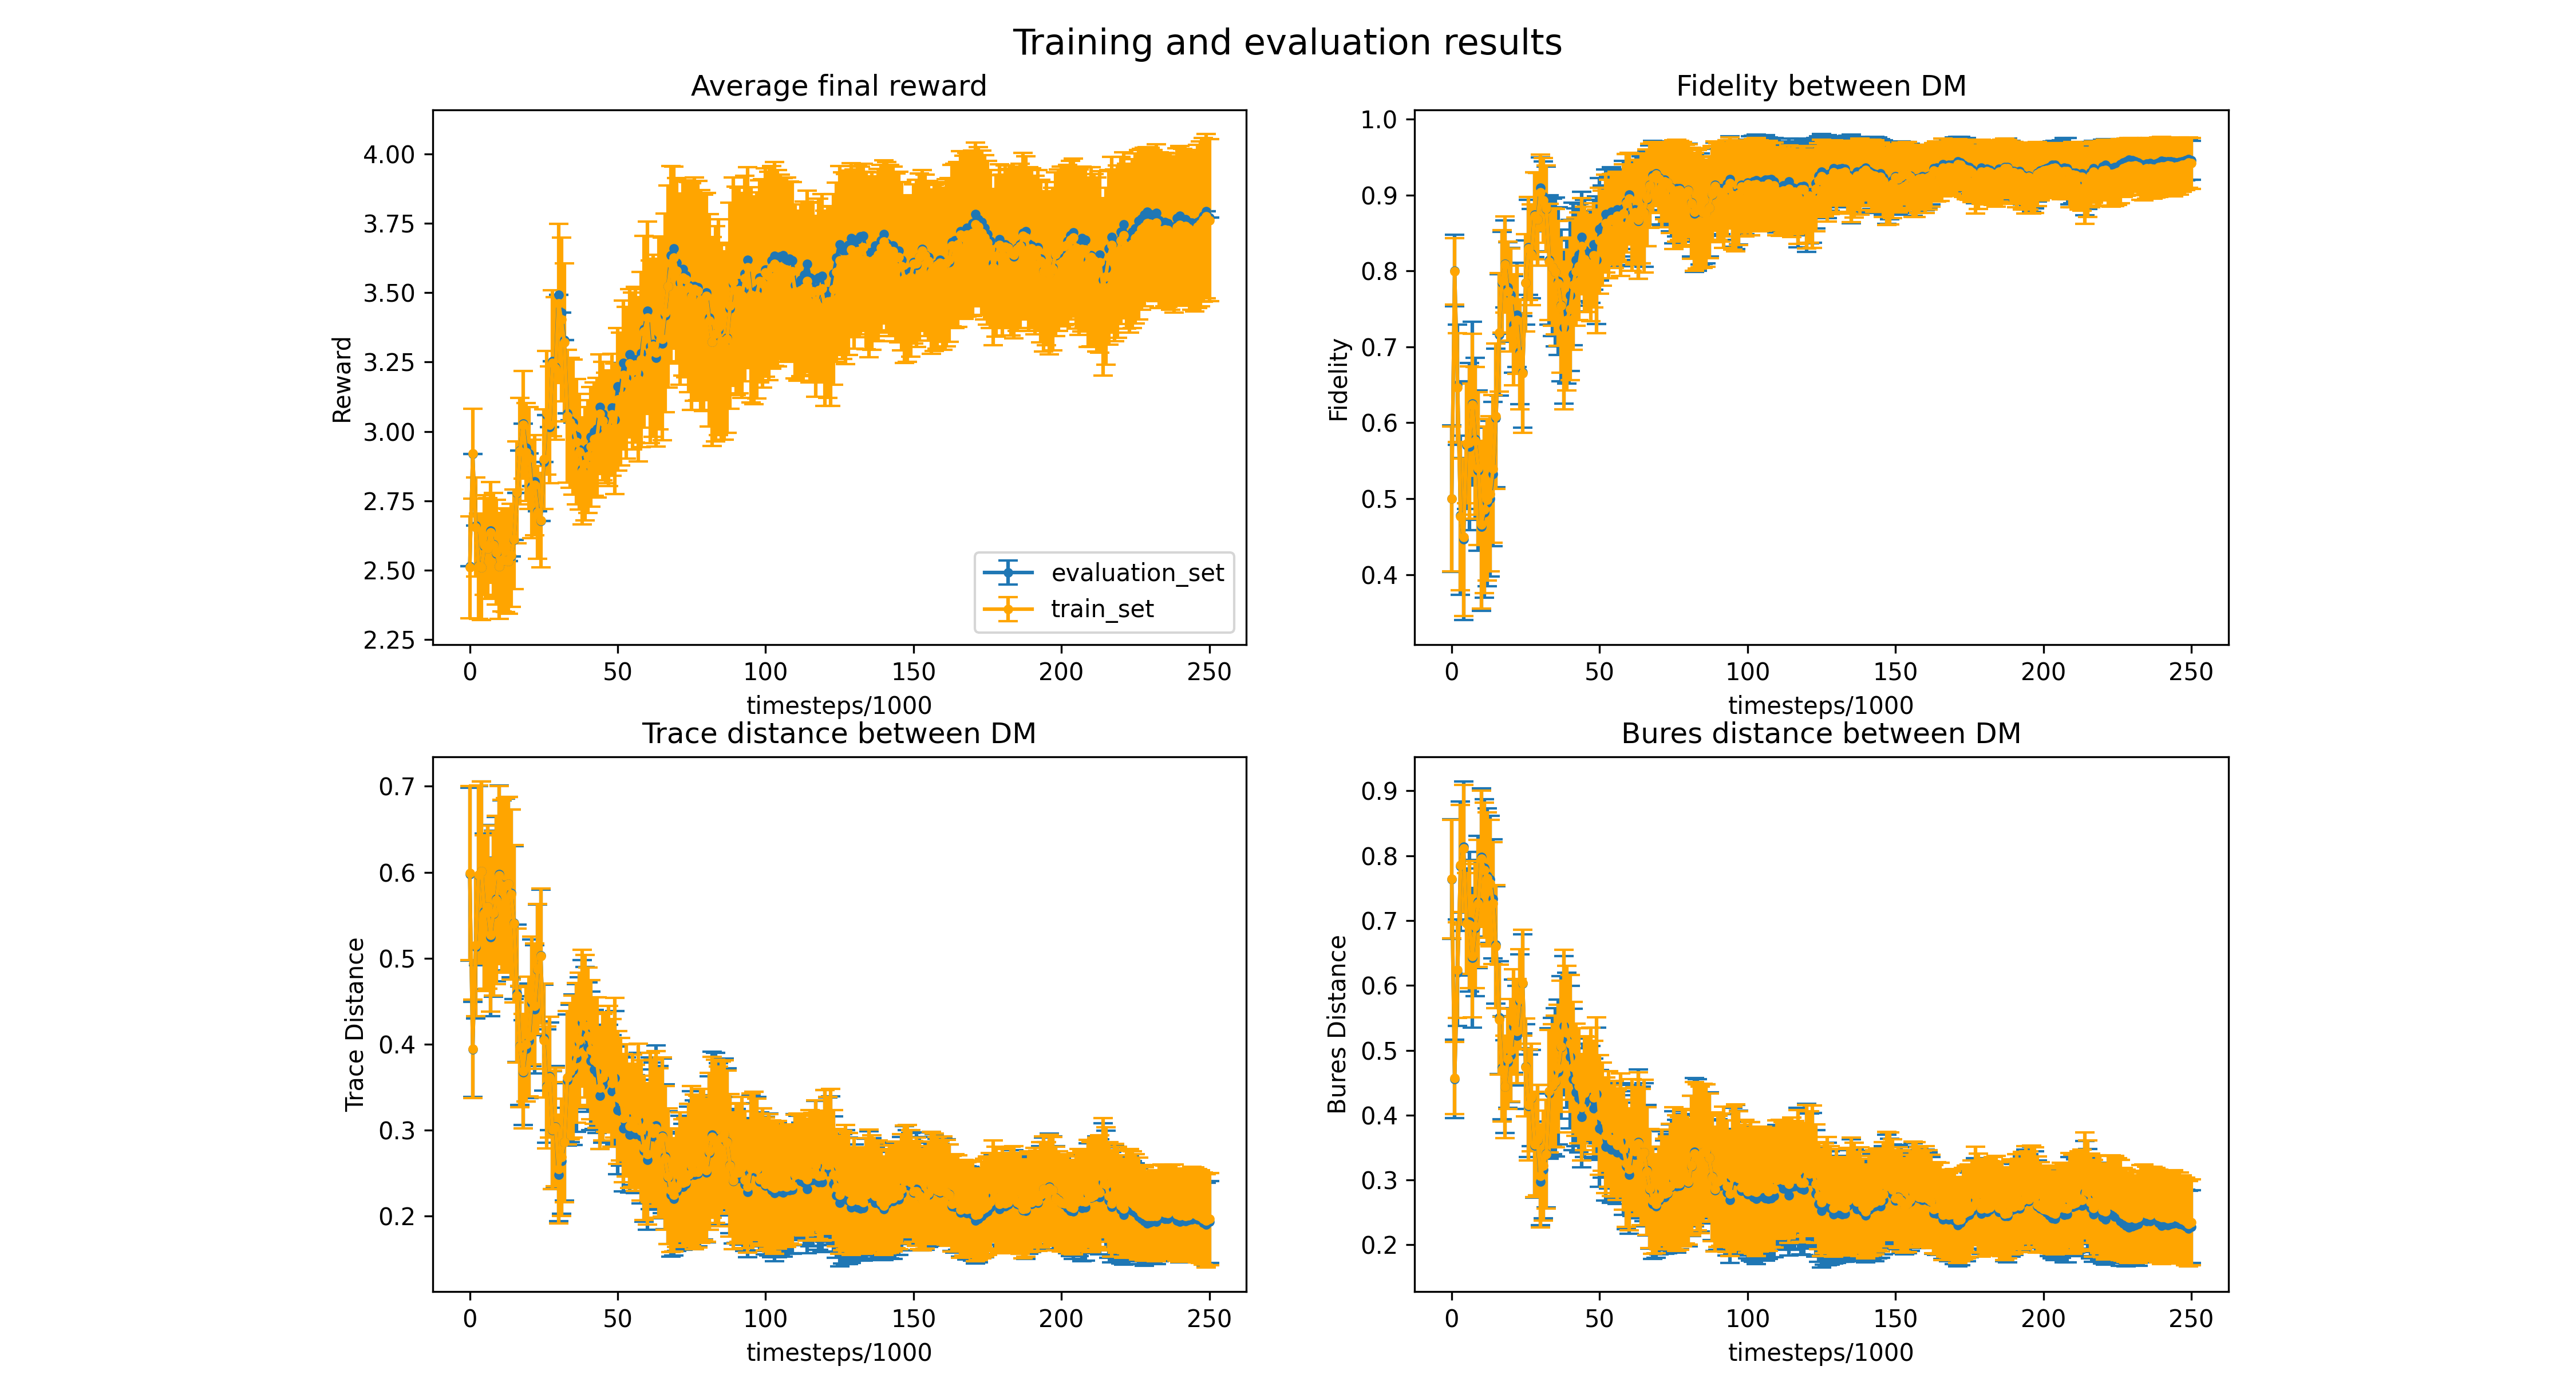 Training and evaluation results
Average final reward
Reward
4.00
3.75
3.50
3.25
3.00
2.75
2.50
2.25
evaluation_set
train_set
0 50 100 150 200 250
timesteps/1000
Fidelity between DM
Fidelity
1.0
0.9
0.8
0.7
0.6
0.5
0.4
0 50 100 150 200 250
timesteps/1000
Trace distance between DM
Trace Distance
0.7
0.6
0.5
0.4
0.3
0.2
0 50 100 150 200 250
timesteps/1000
Bures distance between DM
Bures Distance
0.9
0.8
0.7
0.6
0.5
0.4
0.3
0.2
0 50 100 150 200 250
timesteps/1000